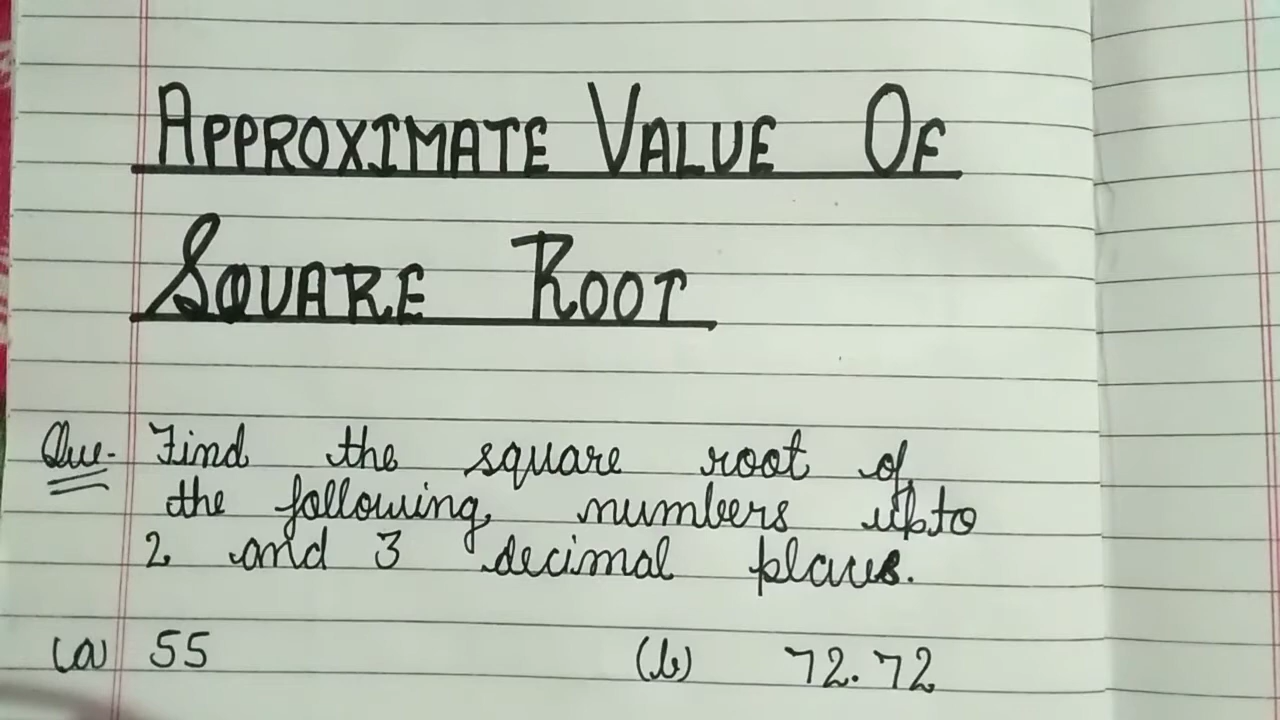 APPROXIMATE VALUE OF
SQUARE ROOT
Que- Find the square root of
the following numbers upto
2 and 3 decimal places.
(a) 55 (b) 72.72